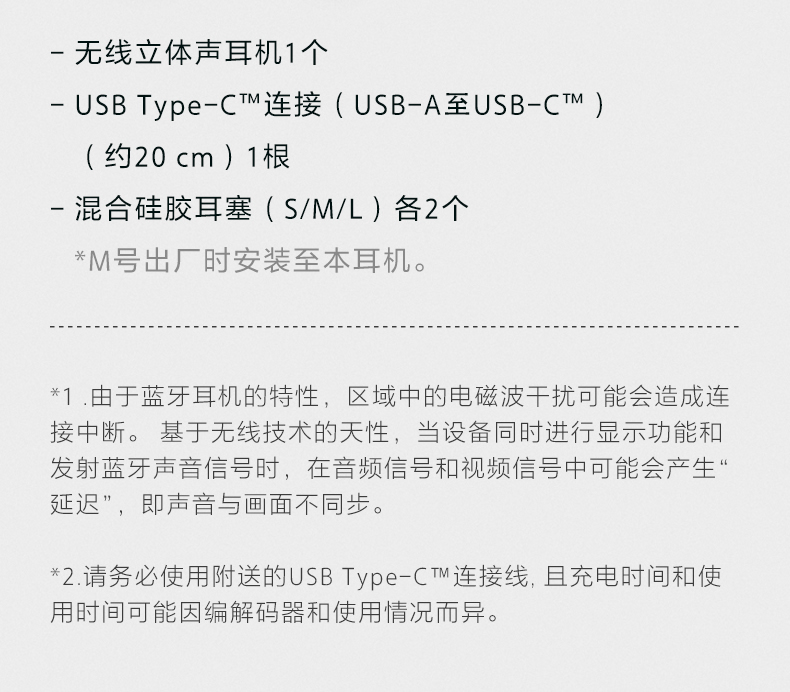 - 无线立体声耳机1个
- USB Type-C™连接（USB-A至USB-C™）
（约20 cm）1根
- 混合硅胶耳塞（S/M/L）各2个
*M号出厂时安装至本耳机。
*1 .由于蓝牙耳机的特性，区域中的电磁波干扰可能会造成连
接中断。 基于无线技术的天性，当设备同时进行显示功能和
发射蓝牙声音信号时，在音频信号和视频信号中可能会产生“
延迟”，即声音与画面不同步。
*2.请务必使用附送的USB Type-C™连接线, 且充电时间和使
用时间可能因编解码器和使用情况而异。